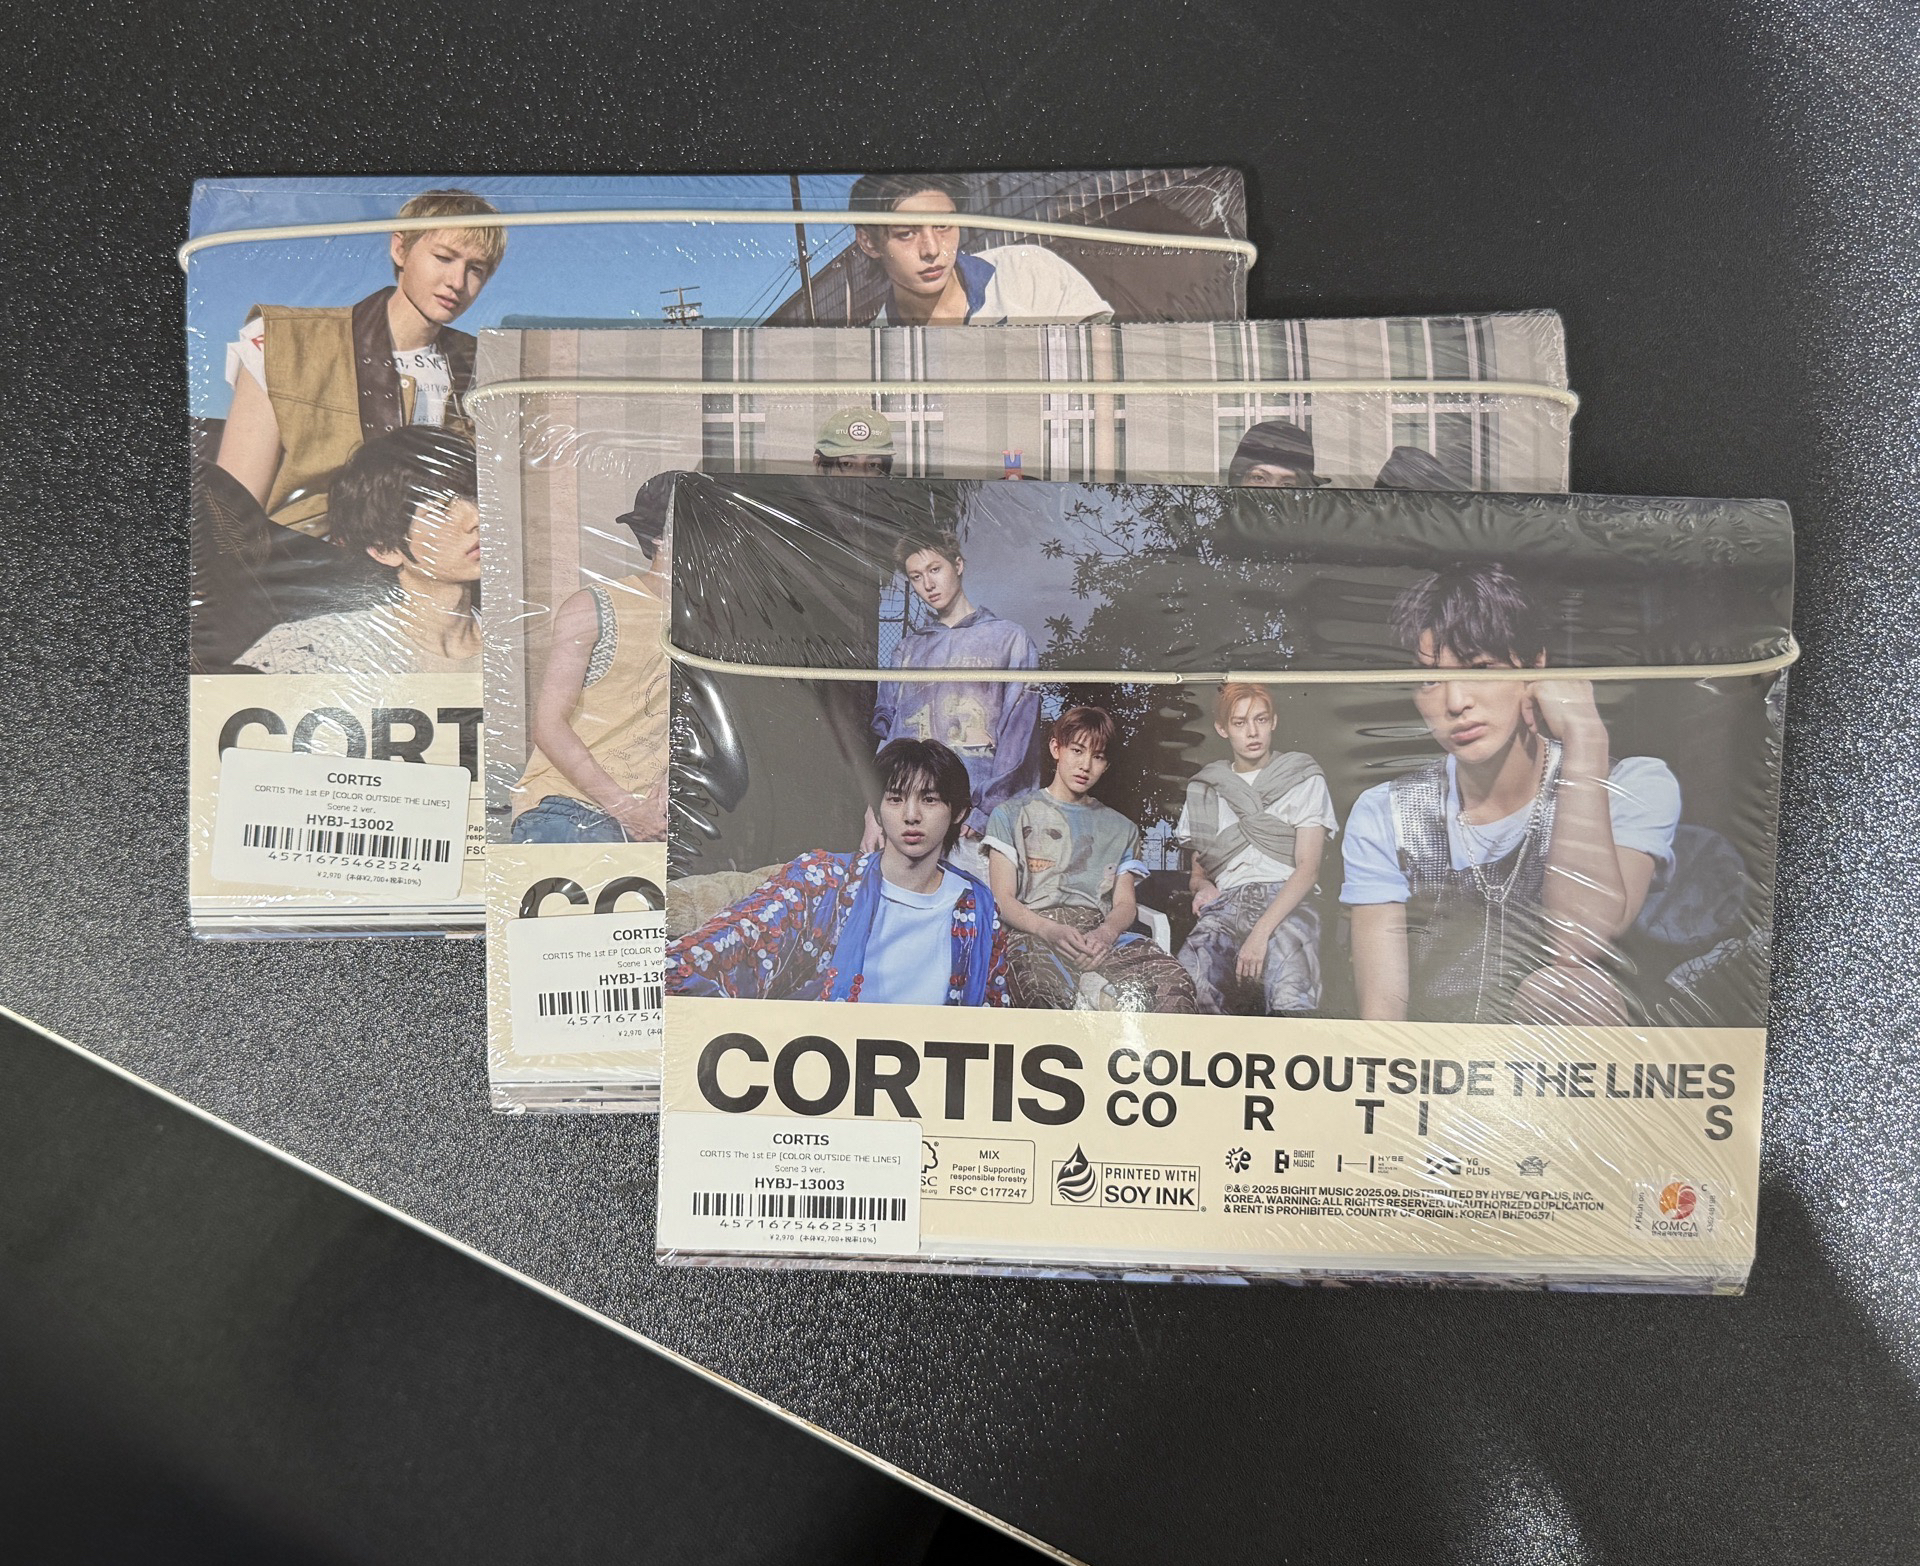 CORT
CORTIS
CORTIS The 1st EP [COLOR OUTSIDE THE LINES]
Scene 2 ver.
HYBJ-13002
4571675462524
¥2,970 (本体¥2,700+税率10%)
CO
CORTIS
CORTIS The 1st EP [COLOR
Scene 1 ver
HYBJ-130
45716754
¥2,970
CORTIS
COLOR OUTSIDE THE LINES
CO R T I S
CORTIS
CORTIS The 1st EP [COLOR OUTSIDE THE LINES]
Scene 3 ver.
HYBJ-13003
4571675462531
¥2,970 (本体¥2,700+税率10%)
MIX
Paper | Supporting
responsible forestry
FSC® C177247
PRINTED WITH
SOY INK
BIGHIT
MUSIC
HYBE
YG
PLUS
℗&© 2025 BIGHIT MUSIC 2025.09. DISTRIBUTED BY HYBE/YG PLUS, INC.
KOREA. WARNING: ALL RIGHTS RESERVED. UNAUTHORIZED DUPLICATION
& RENT IS PROHIBITED. COUNTRY OF ORIGIN : KOREA | BHE0657 |
KOMCA